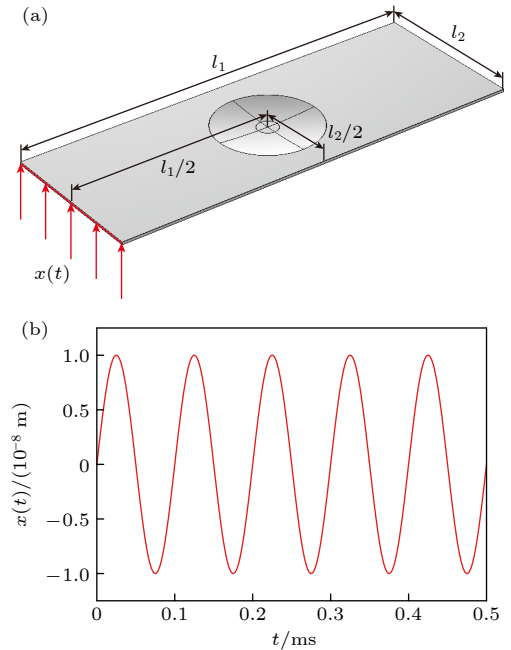 (a)
l₁
l₂
l₁/2
l₂/2
x(t)
(b)
x(t)/(10⁻⁸ m)
1.0
0.5
0
−0.5
−1.0
0 0.1 0.2 0.3 0.4 0.5
t/ms